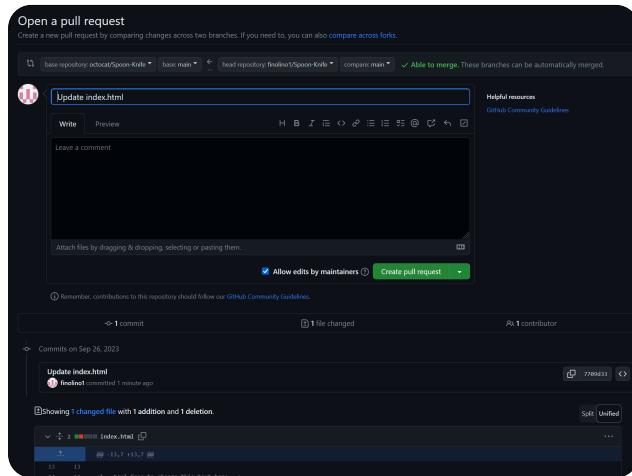 Open a pull request
Create a new pull request by comparing changes across two branches. If you need to, you can also compare across forks.
base repository: octocat/Spoon-Knife base: main head repository: finolino1/Spoon-Knife compare: main Able to merge. These branches can be automatically merged.
Update index.html
Helpful resources
GitHub Community Guidelines
Write Preview
Leave a comment
Attach files by dragging & dropping, selecting or pasting them.
Allow edits by maintainers Create pull request
Remember, contributions to this repository should follow our GitHub Community Guidelines.
1 commit 1 file changed 1 contributor
Commits on Sep 26, 2023
Update index.html
finolino1 committed 1 minute ago
7709d33
Showing 1 changed file with 1 addition and 1 deletion.
Split Unified
2 index.html
@@ -13,7 +13,7 @@
13 13